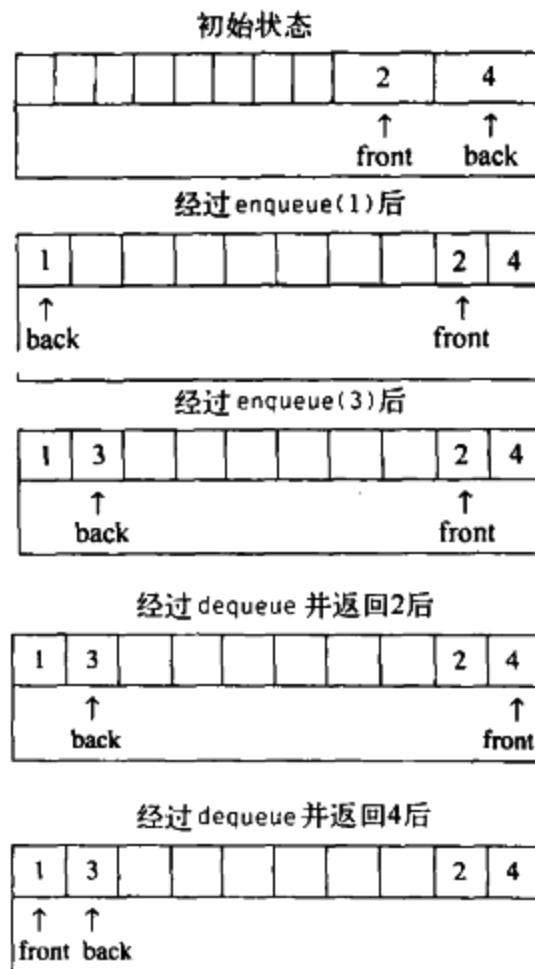 初始状态
2 4
↑ ↑
front back
经过enqueue(1)后
1 2 4
↑ ↑
back front
经过enqueue(3)后
1 3 2 4
↑ ↑
back front
经过dequeue并返回2后
1 3 2 4
↑ ↑
back front
经过dequeue并返回4后
1 3 2 4
↑ ↑
front back